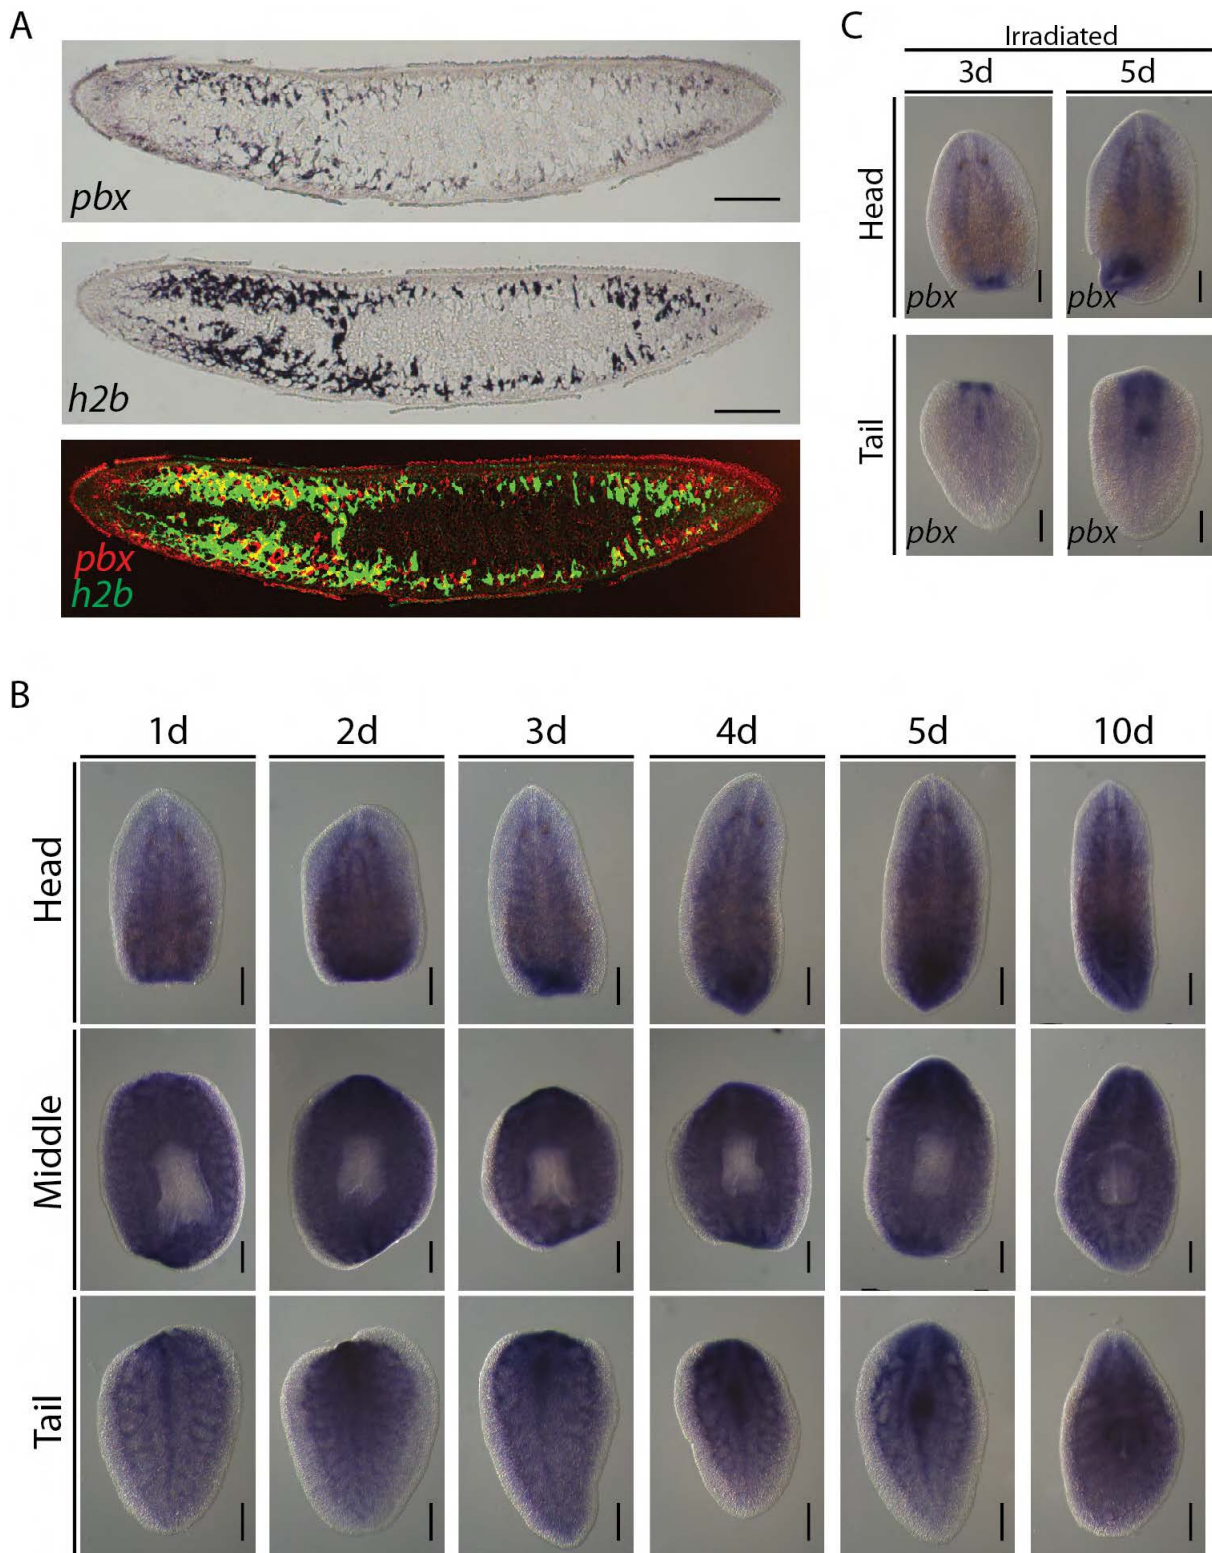 A
pbx
h2b
pbx
h2b
C
Irradiated
3d 5d
Head
pbx pbx
Tail
pbx pbx
B
1d 2d 3d 4d 5d 10d
Head
Middle
Tail